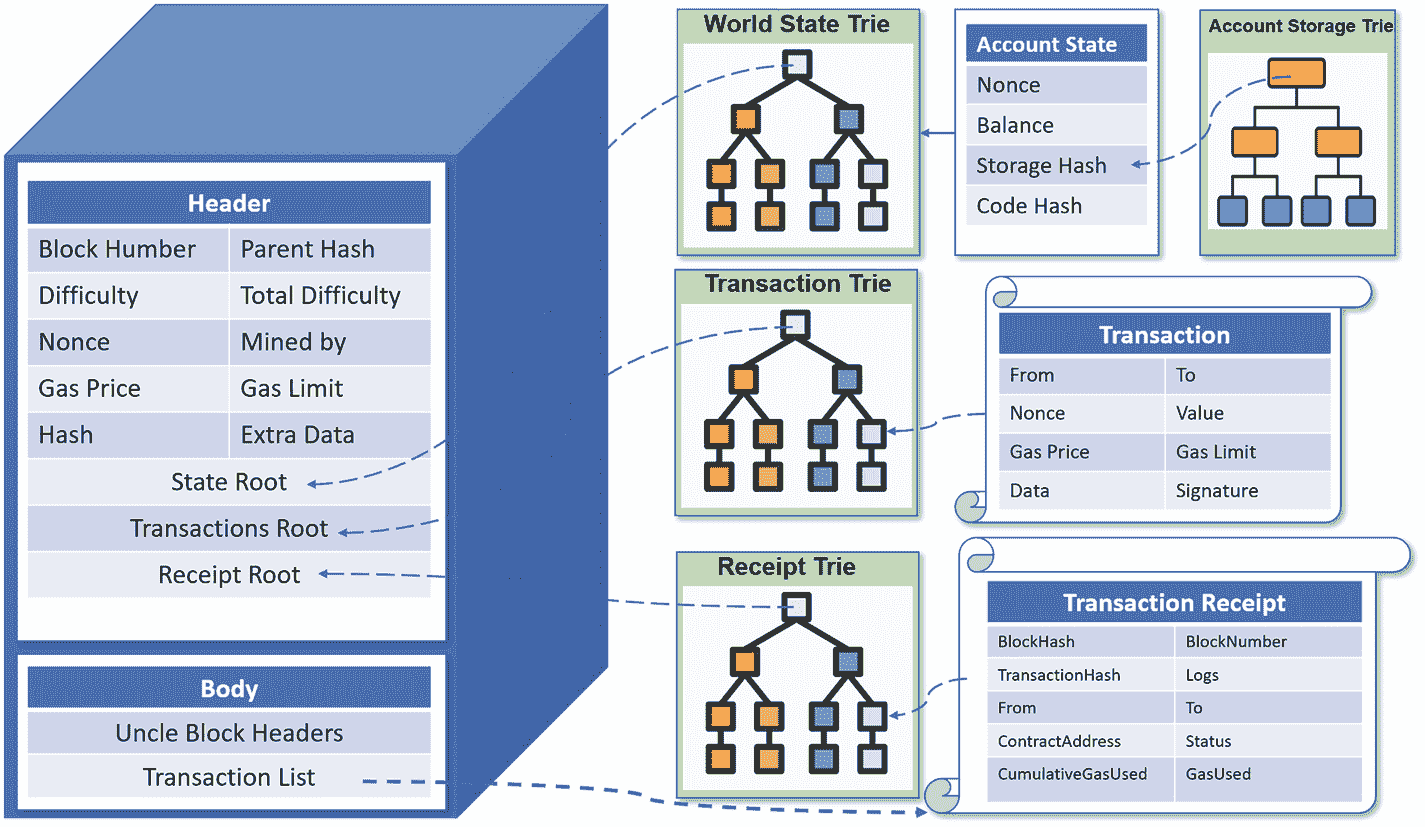 World State Trie
Account State
Nonce
Balance
Storage Hash
Code Hash
Account Storage Trie
Header
Block Humber Parent Hash
Difficulty Total Difficulty
Nonce Mined by
Gas Price Gas Limit
Hash Extra Data
State Root
Transactions Root
Receipt Root
Body
Uncle Block Headers
Transaction List
Transaction Trie
Transaction
From To
Nonce Value
Gas Price Gas Limit
Data Signature
Receipt Trie
Transaction Receipt
BlockHash BlockNumber
TransactionHash Logs
From To
ContractAddress Status
CumulativeGasUsed GasUsed